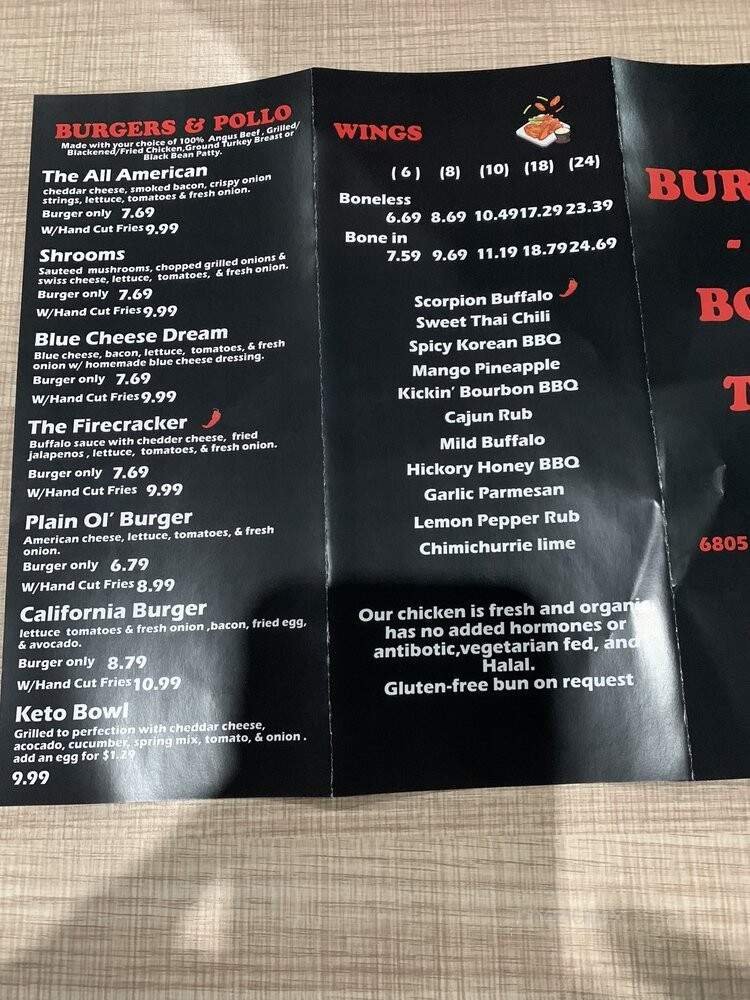 BURGERS & POLLO
Made with your choice of 100% Angus Beef , Grilled/
Blackened/Fried Chicken,Ground Turkey Breast or
Black Bean Patty.
The All American
cheddar cheese, smoked bacon, crispy onion
strings, lettuce, tomatoes & fresh onion.
Burger only 7.69
W/Hand Cut Fries 9.99
Shrooms
Sauteed mushrooms, chopped grilled onions &
swiss cheese, lettuce, tomatoes, & fresh onion.
Burger only 7.69
W/Hand Cut Fries 9.99
Blue Cheese Dream
Blue cheese, bacon, lettuce, tomatoes, & fresh
onion w/ homemade blue cheese dressing.
Burger only 7.69
W/Hand Cut Fries 9.99
The Firecracker
Buffalo sauce with chedder cheese, fried
jalapenos , lettuce, tomatoes, & fresh onion.
Burger only 7.69
W/Hand Cut Fries 9.99
Plain Ol' Burger
American cheese, lettuce, tomatoes, & fresh
onion.
Burger only 6.79
W/Hand Cut Fries 8.99
California Burger
lettuce tomatoes & fresh onion ,bacon, fried egg,
& avocado.
Burger only 8.79
W/Hand Cut Fries 10.99
Keto Bowl
Grilled to perfection with cheddar cheese,
acocado, cucumber, spring mix, tomato, & onion .
add an egg for $1.29
9.99
WINGS
( 6 ) (8) (10) (18) (24)
Boneless
6.69 8.69 10.49 17.29 23.39
Bone in
7.59 9.69 11.19 18.79 24.69
Scorpion Buffalo
Sweet Thai Chili
Spicy Korean BBQ
Mango Pineapple
Kickin' Bourbon BBQ
Cajun Rub
Mild Buffalo
Hickory Honey BBQ
Garlic Parmesan
Lemon Pepper Rub
Chimichurrie lime
Our chicken is fresh and organic
has no added hormones or
antibotic,vegetarian fed, and
Halal.
Gluten-free bun on request
BUR
-
BO
T
6805